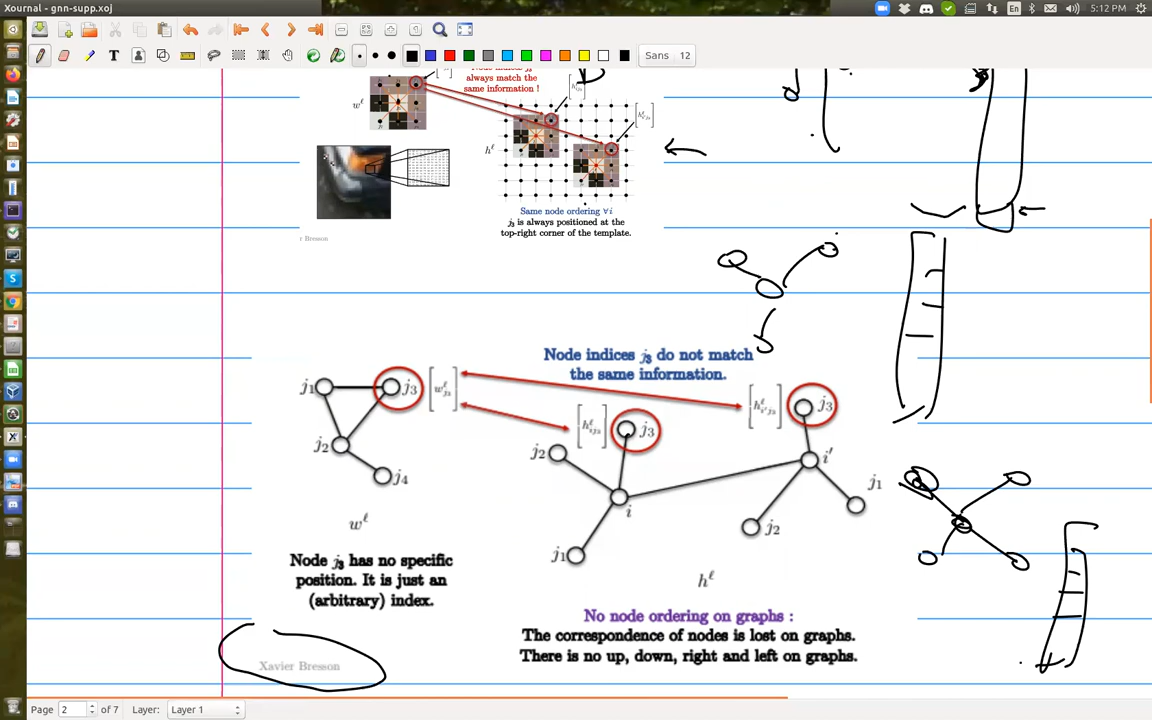 Xournal - gnn-supp.xoj
En
5:12 PM
Sans 12
always match the
same information !
w^ℓ
h^ℓ
Same node ordering ∀i
j₃ is always positioned at the
top-right corner of the template.
Xavier Bresson
Node indices j₃ do not match
the same information.
j₁
j₃
j₂
j₄
w^ℓ
j₂
j₃
i
j₁
j₃
i′
j₁
j₂
h^ℓ
Node j₃ has no specific
position. It is just an
(arbitrary) index.
No node ordering on graphs :
The correspondence of nodes is lost on graphs.
There is no up, down, right and left on graphs.
Xavier Bresson
Page 2 of 7 Layer: Layer 1